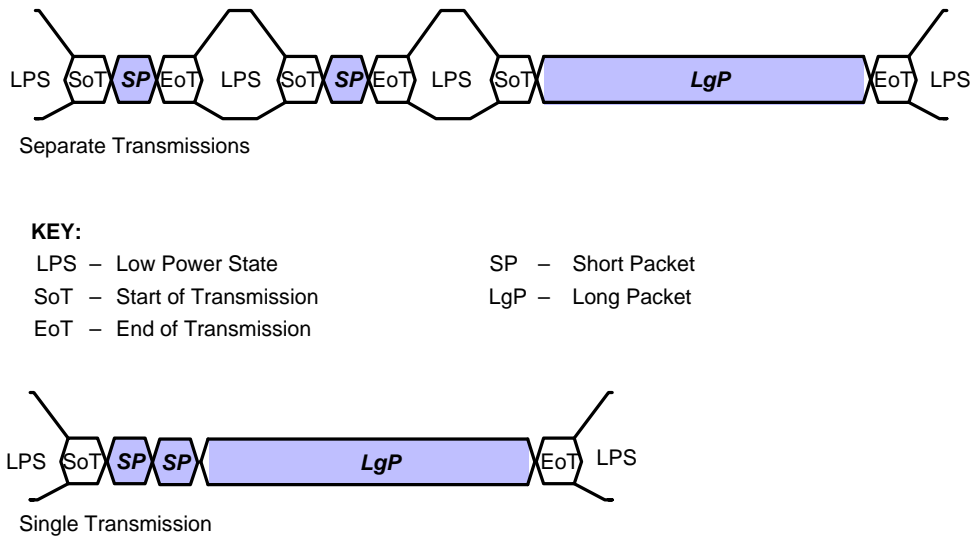 LPS SoT SP EoT LPS SoT SP EoT LPS SoT LgP EoT LPS
Separate Transmissions
KEY:
LPS – Low Power State SP – Short Packet
SoT – Start of Transmission LgP – Long Packet
EoT – End of Transmission
LPS SoT SP SP LgP EoT LPS
Single Transmission